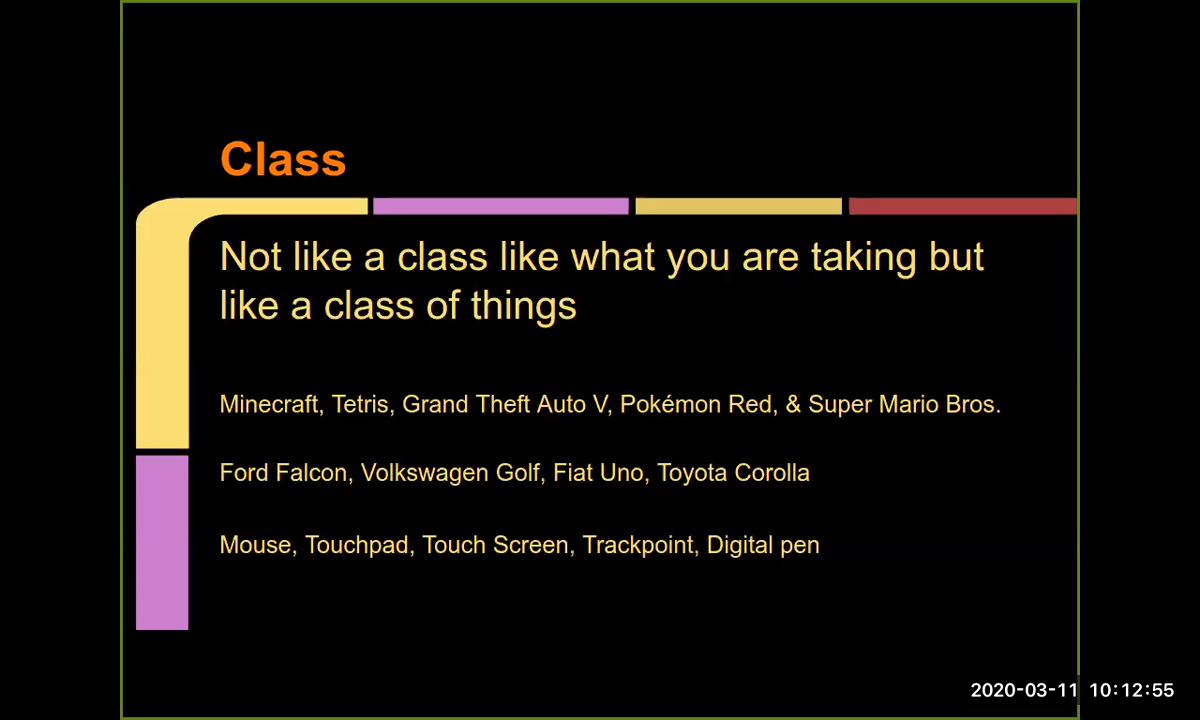 Class
Not like a class like what you are taking but
like a class of things
Minecraft, Tetris, Grand Theft Auto V, Pokémon Red, & Super Mario Bros.
Ford Falcon, Volkswagen Golf, Fiat Uno, Toyota Corolla
Mouse, Touchpad, Touch Screen, Trackpoint, Digital pen
2020-03-11 10:12:55